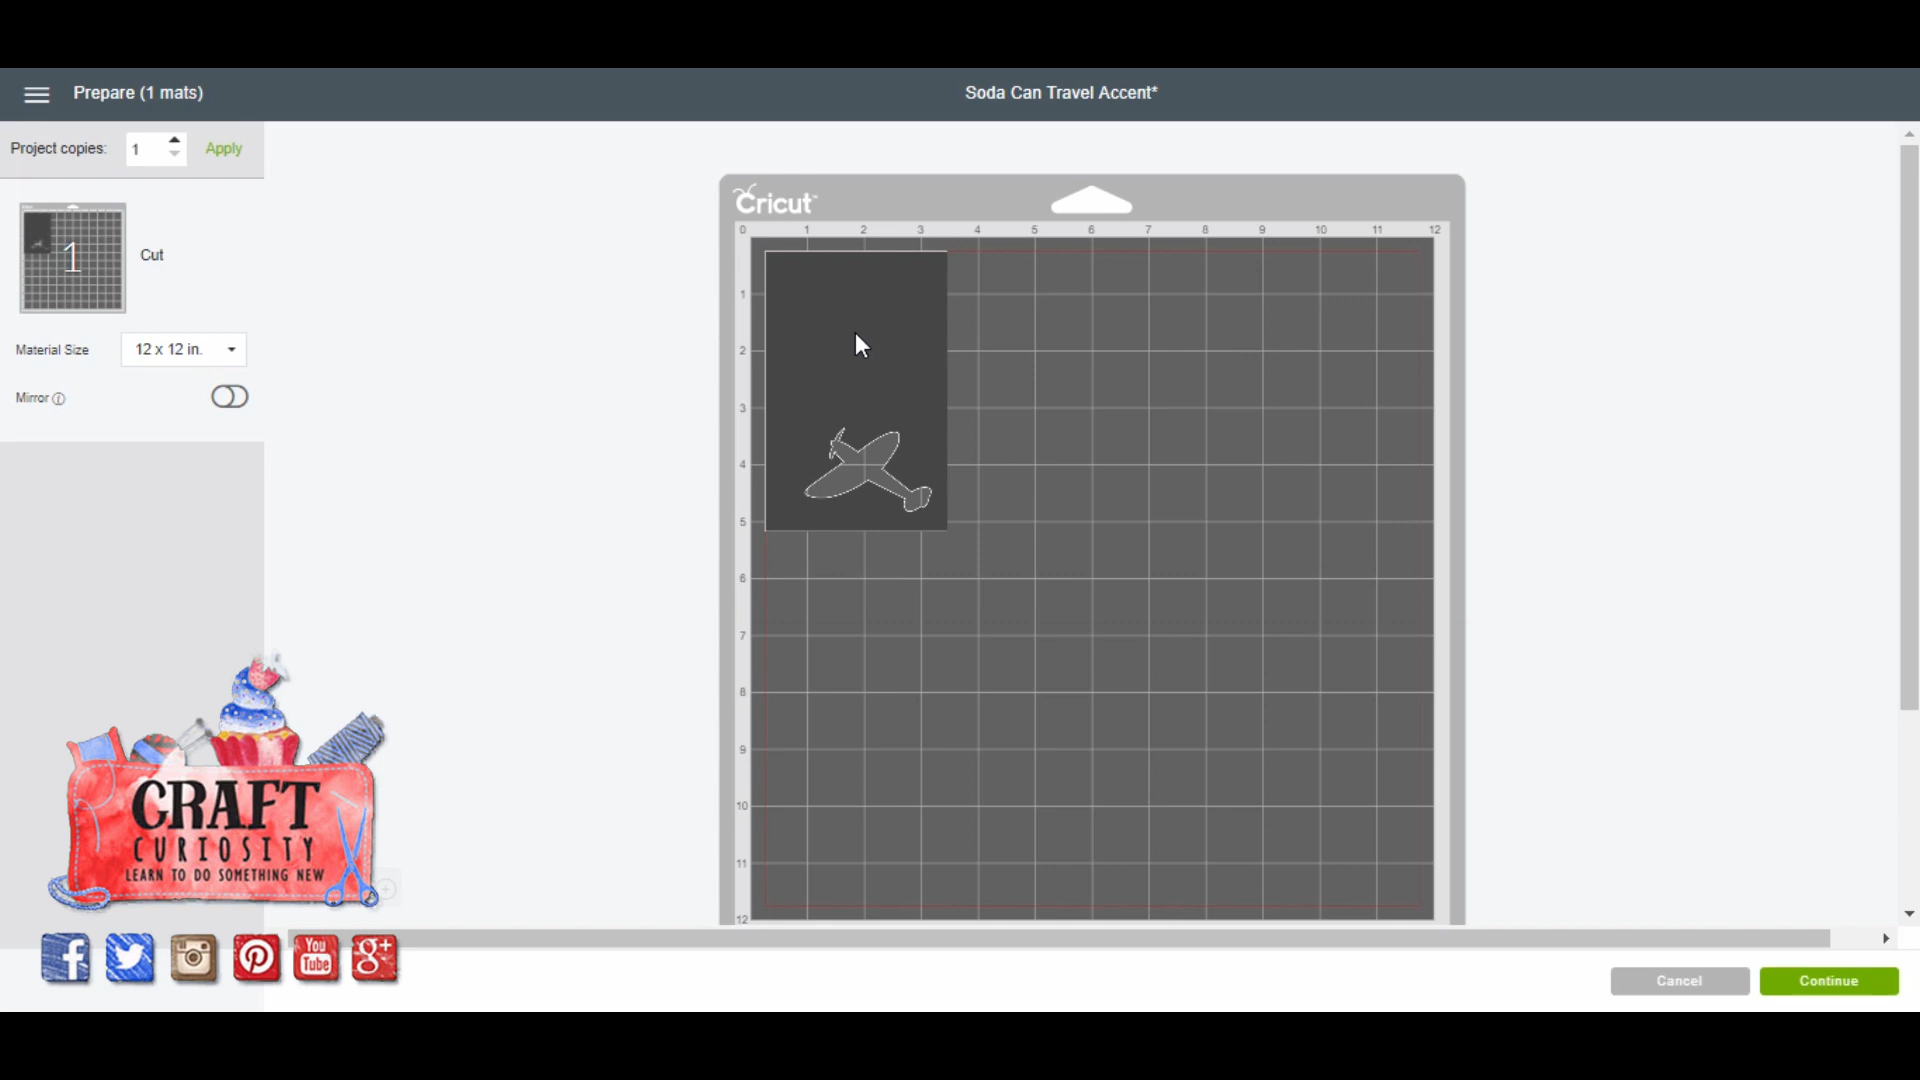 Prepare (1 mats)
Soda Can Travel Accent*
Project copies: 1 Apply
1
Cut
Material Size 12 x 12 in.
Mirror i
Cricut™
0 1 2 3 4 5 6 7 8 9 10 11 12
1
2
3
4
5
6
7
8
9
10
11
12
CRAFT
CURIOSITY
LEARN TO DO SOMETHING NEW
f
You
Tube
g+
Cancel
Continue